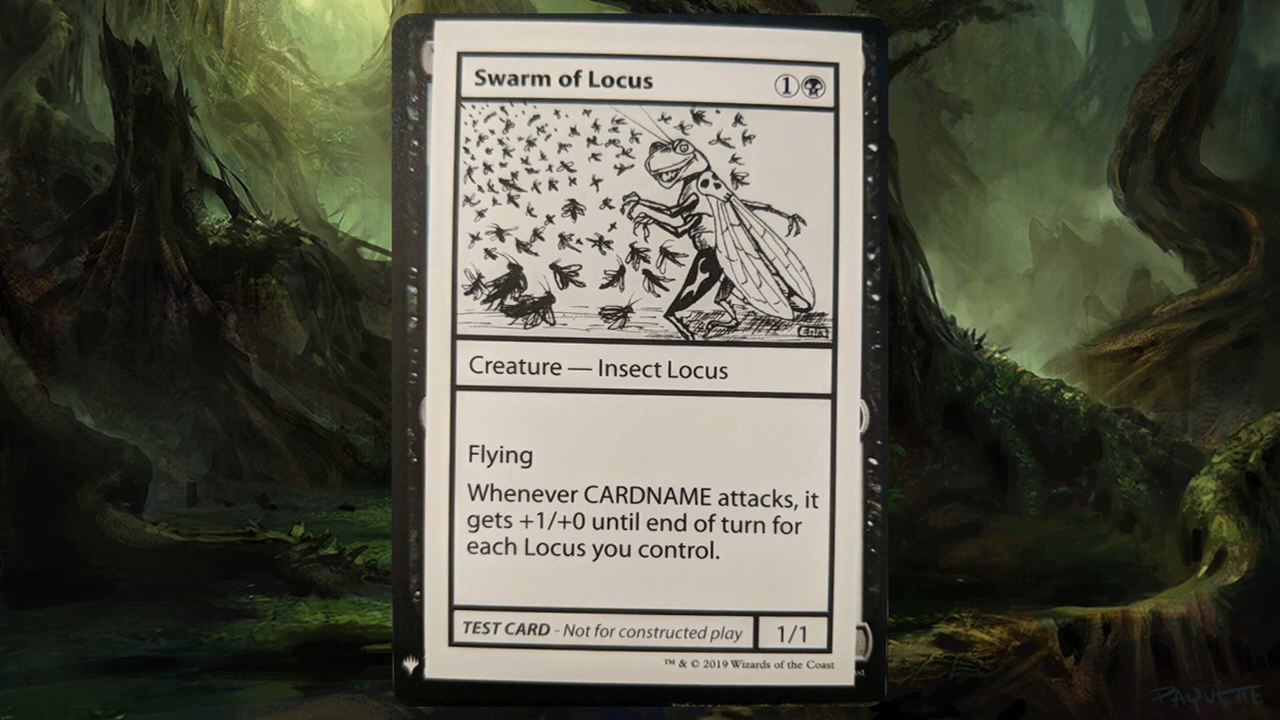 Swarm of Locus 1
Creature — Insect Locus
Flying
Whenever CARDNAME attacks, it
gets +1/+0 until end of turn for
each Locus you control.
TEST CARD - Not for constructed play 1/1
™ & © 2019 Wizards of the Coast
PAQUETTE